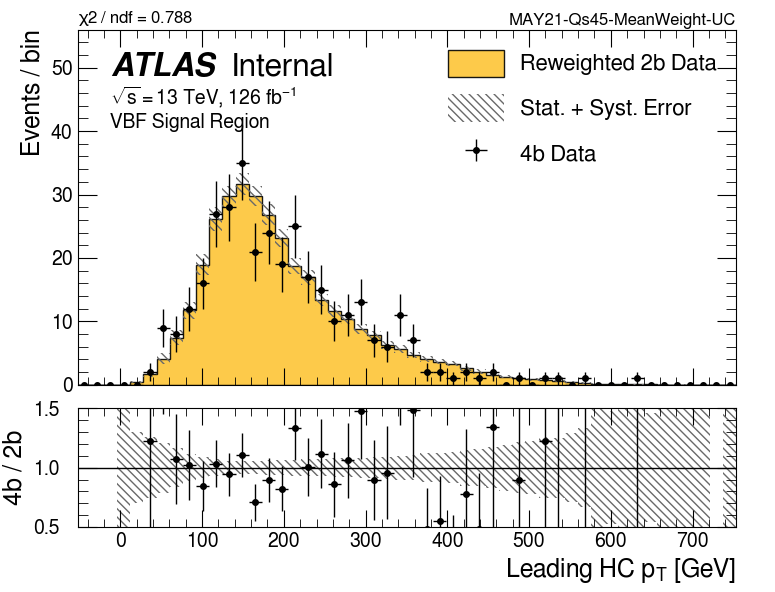 χ2 / ndf = 0.788
MAY21-Qs45-MeanWeight-UC
Events / bin
ATLAS Internal
√s = 13 TeV, 126 fb⁻¹
VBF Signal Region
Reweighted 2b Data
Stat. + Syst. Error
4b Data
50
40
30
20
10
0
4b / 2b
1.5
1.0
0.5
0 100 200 300 400 500 600 700
Leading HC p_T [GeV]